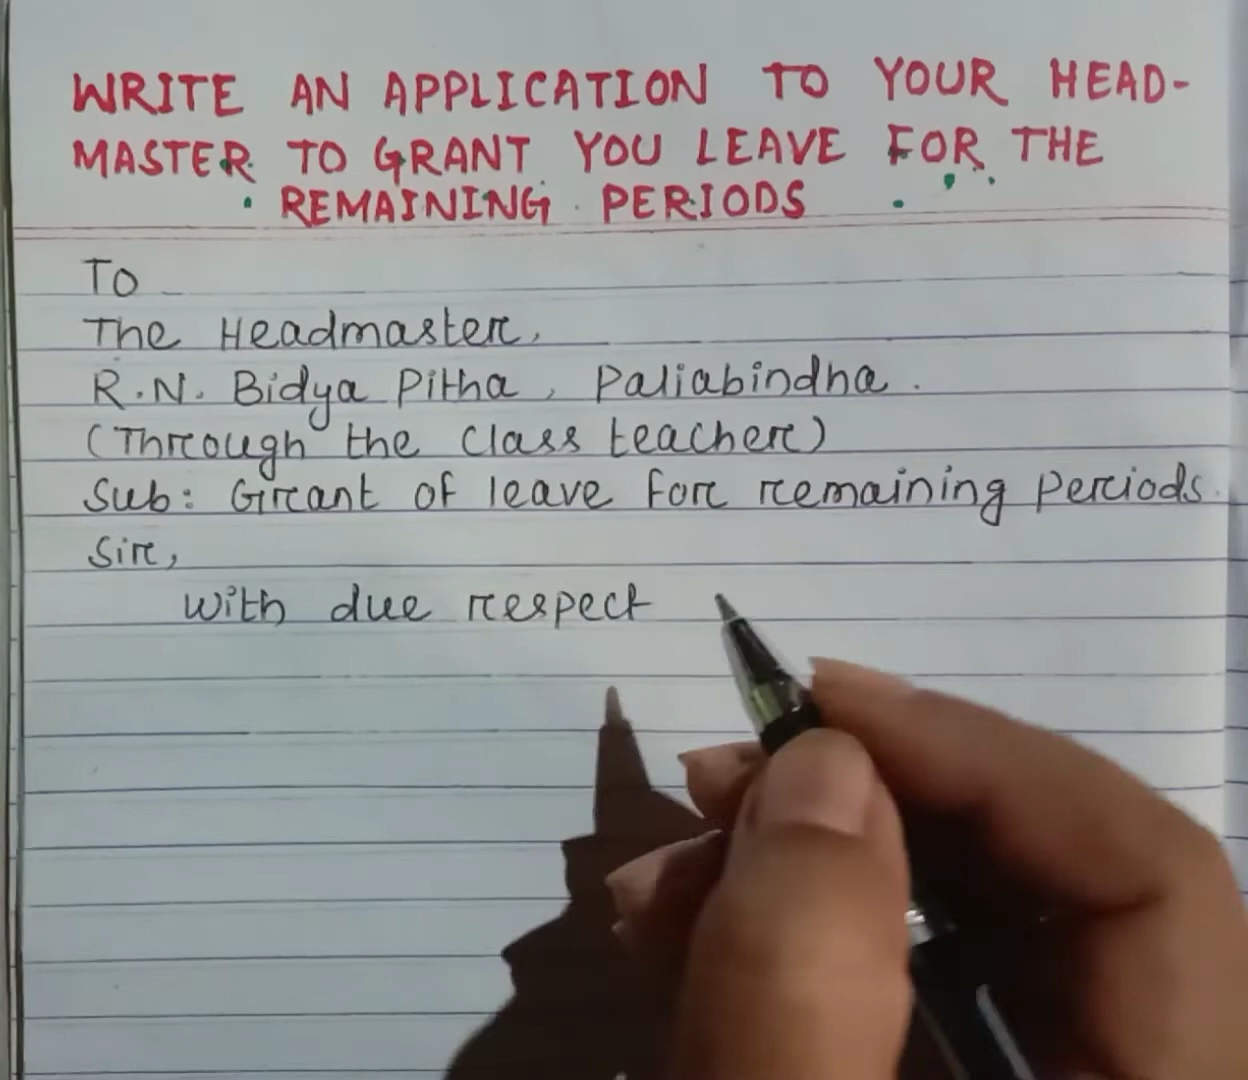 WRITE AN APPLICATION TO YOUR HEAD-
MASTER TO GRANT YOU LEAVE FOR THE
REMAINING PERIODS
To
The Headmaster,
R.N. Bidya Pitha, Paliabindha.
(Through the class teacher)
Sub: Grant of leave for remaining periods.
Sir,
With due respect